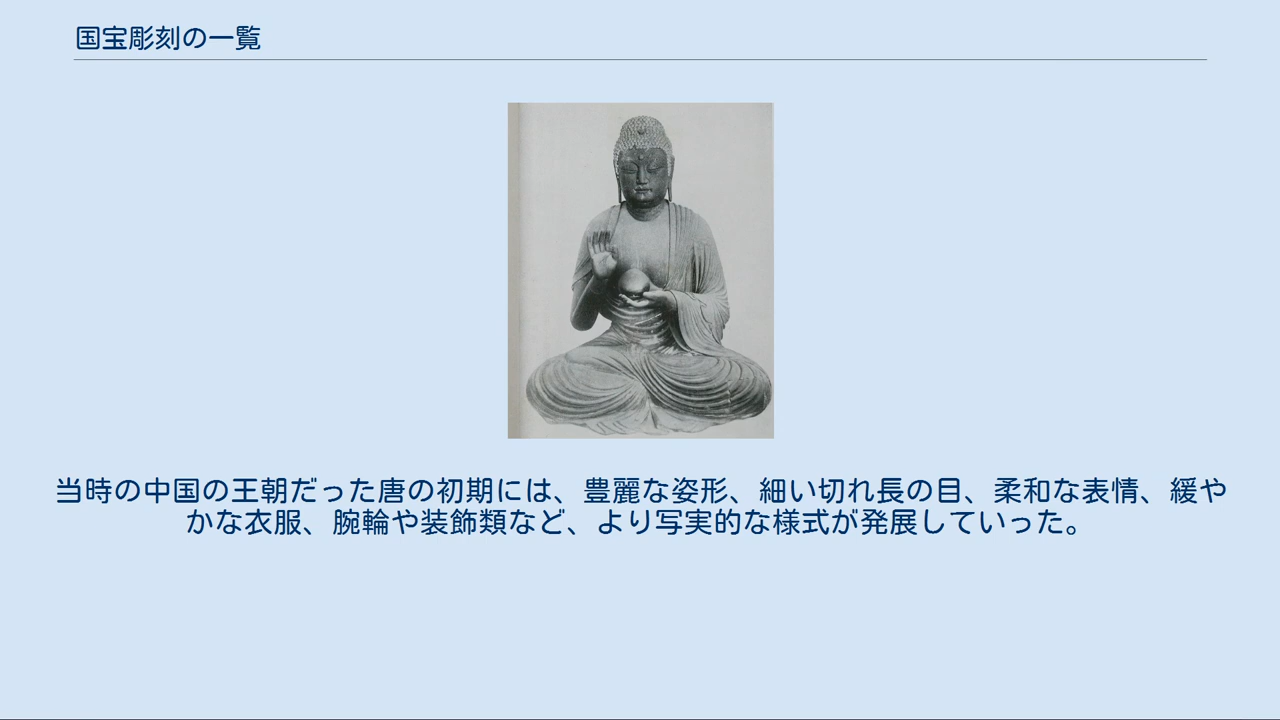 国宝彫刻の一覧
当時の中国の王朝だった唐の初期には、豊麗な姿形、細い切れ長の目、柔和な表情、緩や
かな衣服、腕輪や装飾類など、より写実的な様式が発展していった。